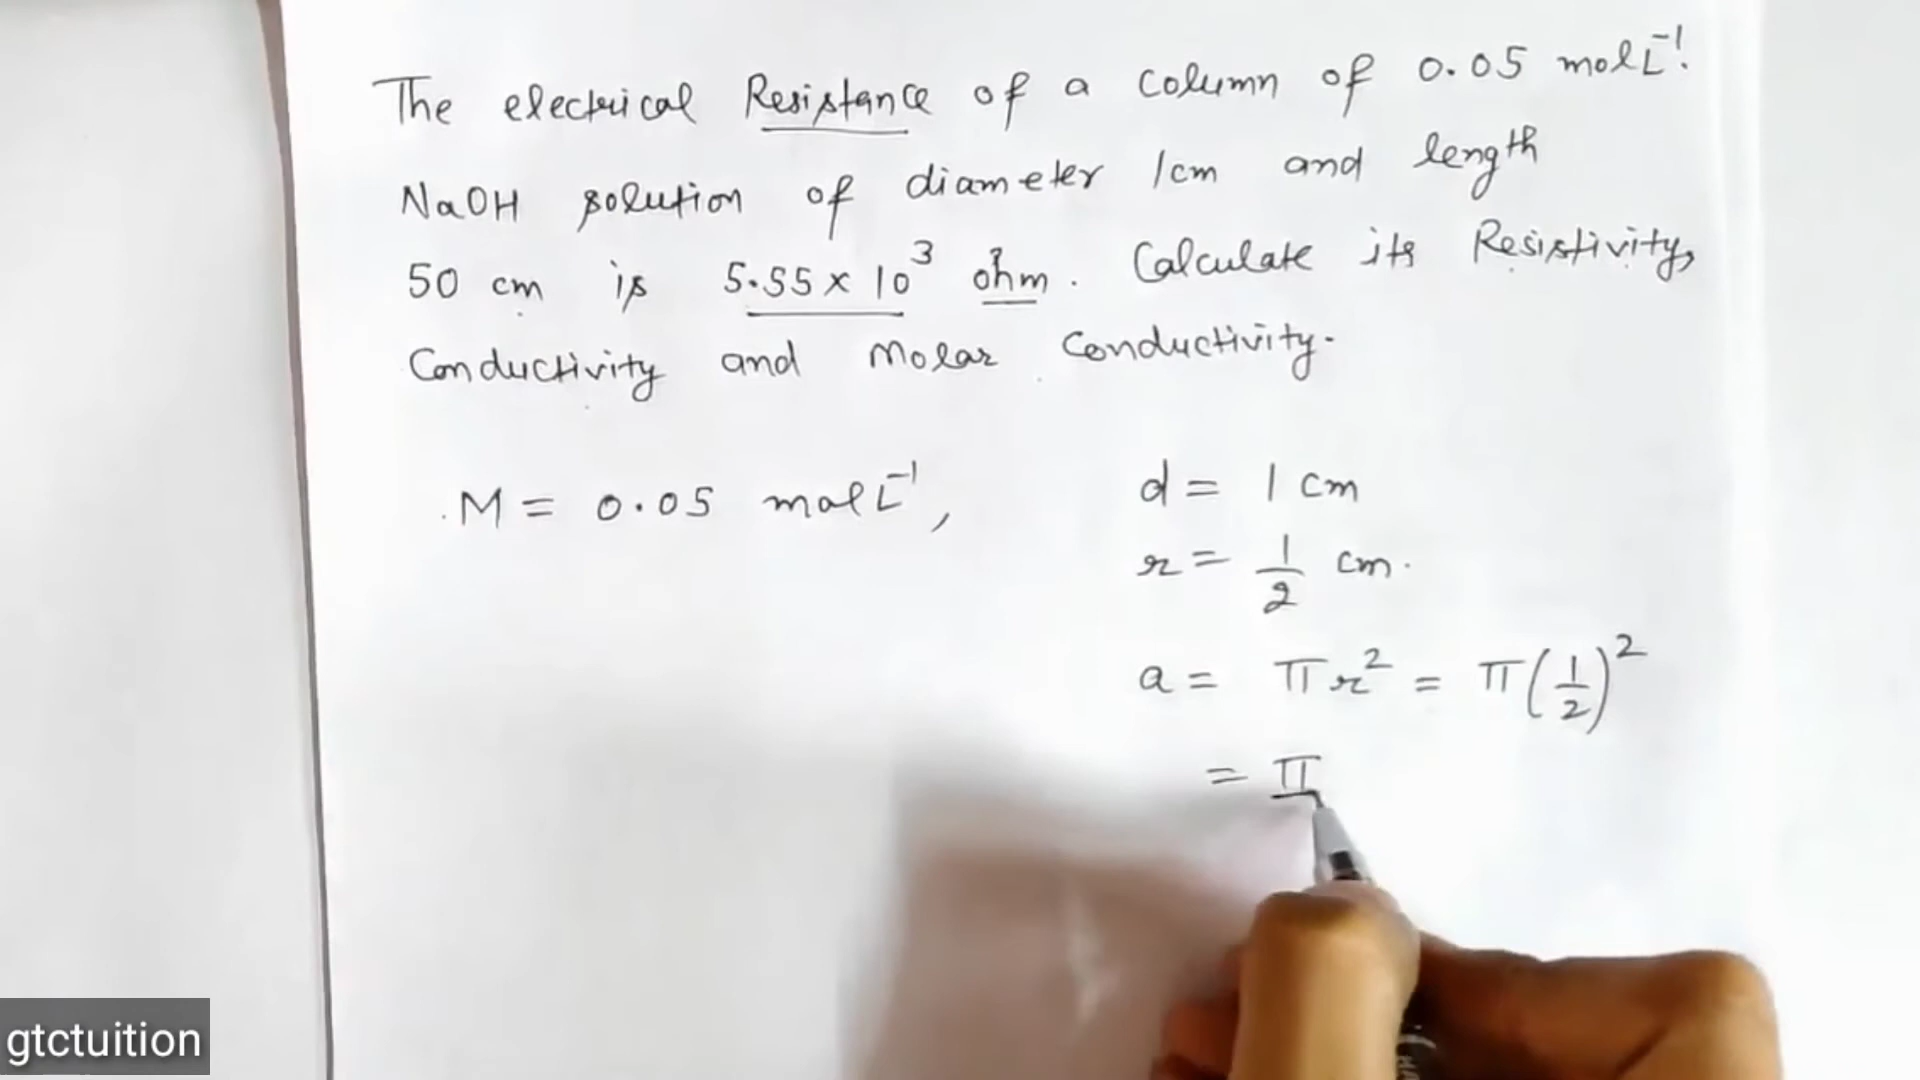 The electrical Resistance of a column of 0.05 mol L⁻¹.
NaOH solution of diameter 1cm and length
50 cm is 5.55 × 10³ ohm. Calculate its Resistivity,
Conductivity and Molar Conductivity.
M = 0.05 mol L⁻¹,
d = 1 cm
r = 1/2 cm.
a = πr² = π(1/2)²
= π
gtctuition